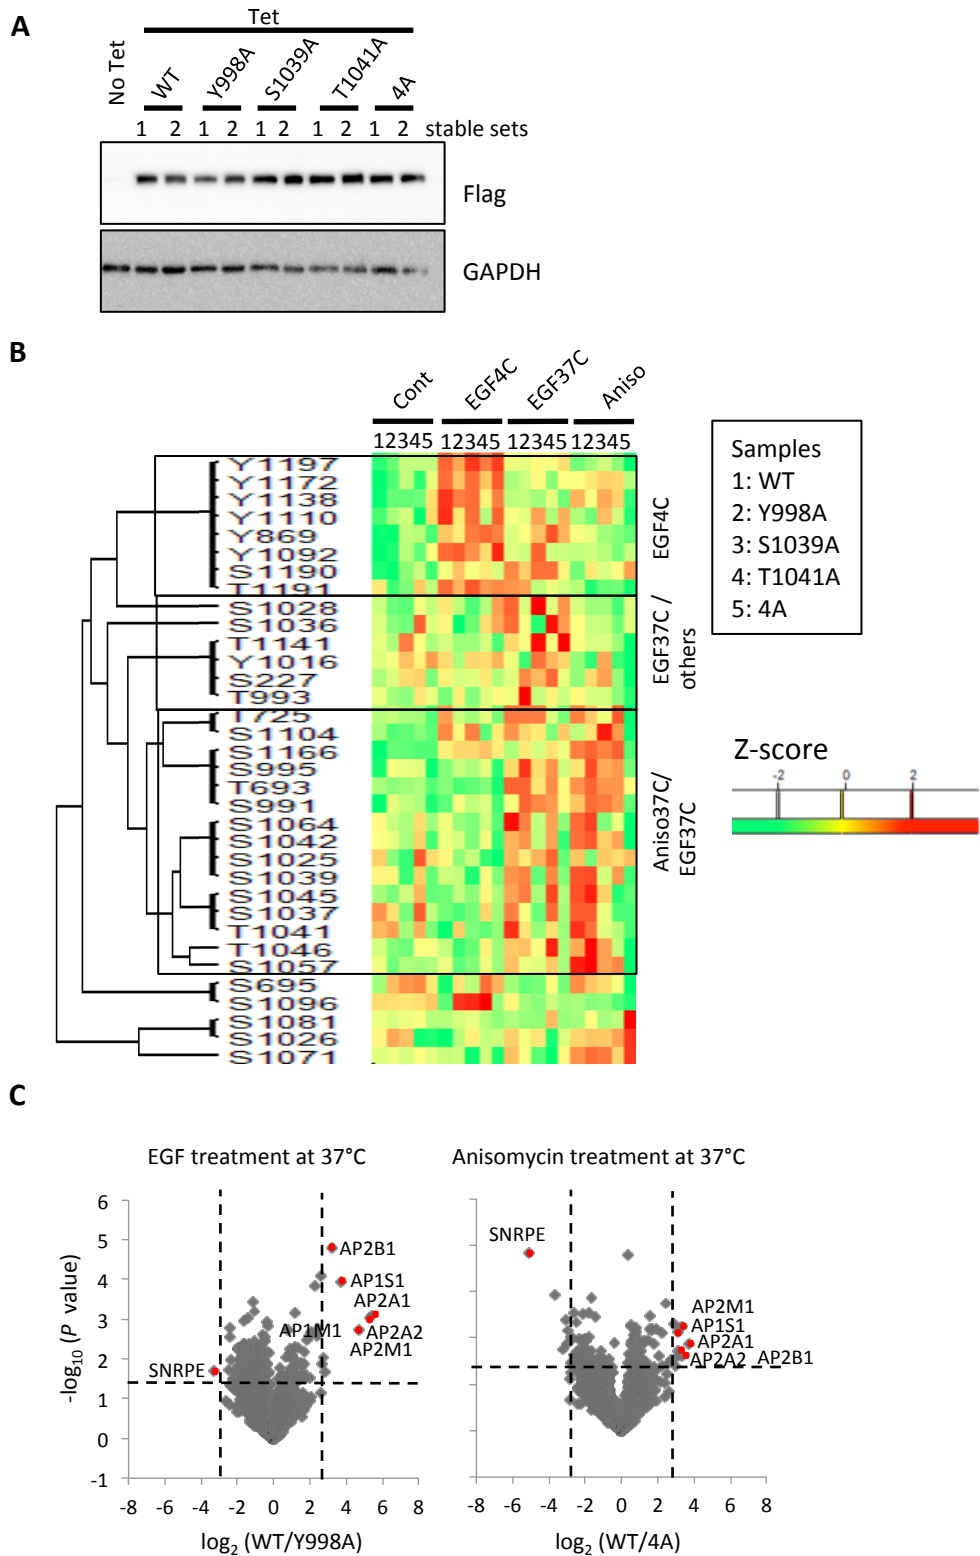 A
Tet
No Tet
WT
Y998A
S1039A
T1041A
4A
1 2 1 2 1 2 1 2 1 2 stable sets
Flag
GAPDH
B
Cont
EGF4C
EGF37C
Aniso
12345 12345 12345 12345
Y1197
Y1172
Y1138
Y1110
Y869
Y1092
S1190
T1191
S1028
S1036
T1141
Y1016
S227
T993
T725
S1104
S1166
S995
T693
S991
S1064
S1042
S1025
S1039
S1045
S1037
T1041
T1046
S1057
S695
S1096
S1081
S1026
S1071
EGF4C
EGF37C /
others
Aniso37C/
EGF37C
Samples
1: WT
2: Y998A
3: S1039A
4: T1041A
5: 4A
Z-score
-2 0 2
C
EGF treatment at 37°C
6
5
4
3
2
1
0
-1
-log10 (P value)
AP2B1
AP1S1
AP2A1
AP1M1
AP2A2
AP2M1
SNRPE
-8 -6 -4 -2 0 2 4 6 8
log2 (WT/Y998A)
Anisomycin treatment at 37°C
SNRPE
AP2M1
AP1S1
AP2A1
AP2A2 AP2B1
-8 -6 -4 -2 0 2 4 6 8
log2 (WT/4A)